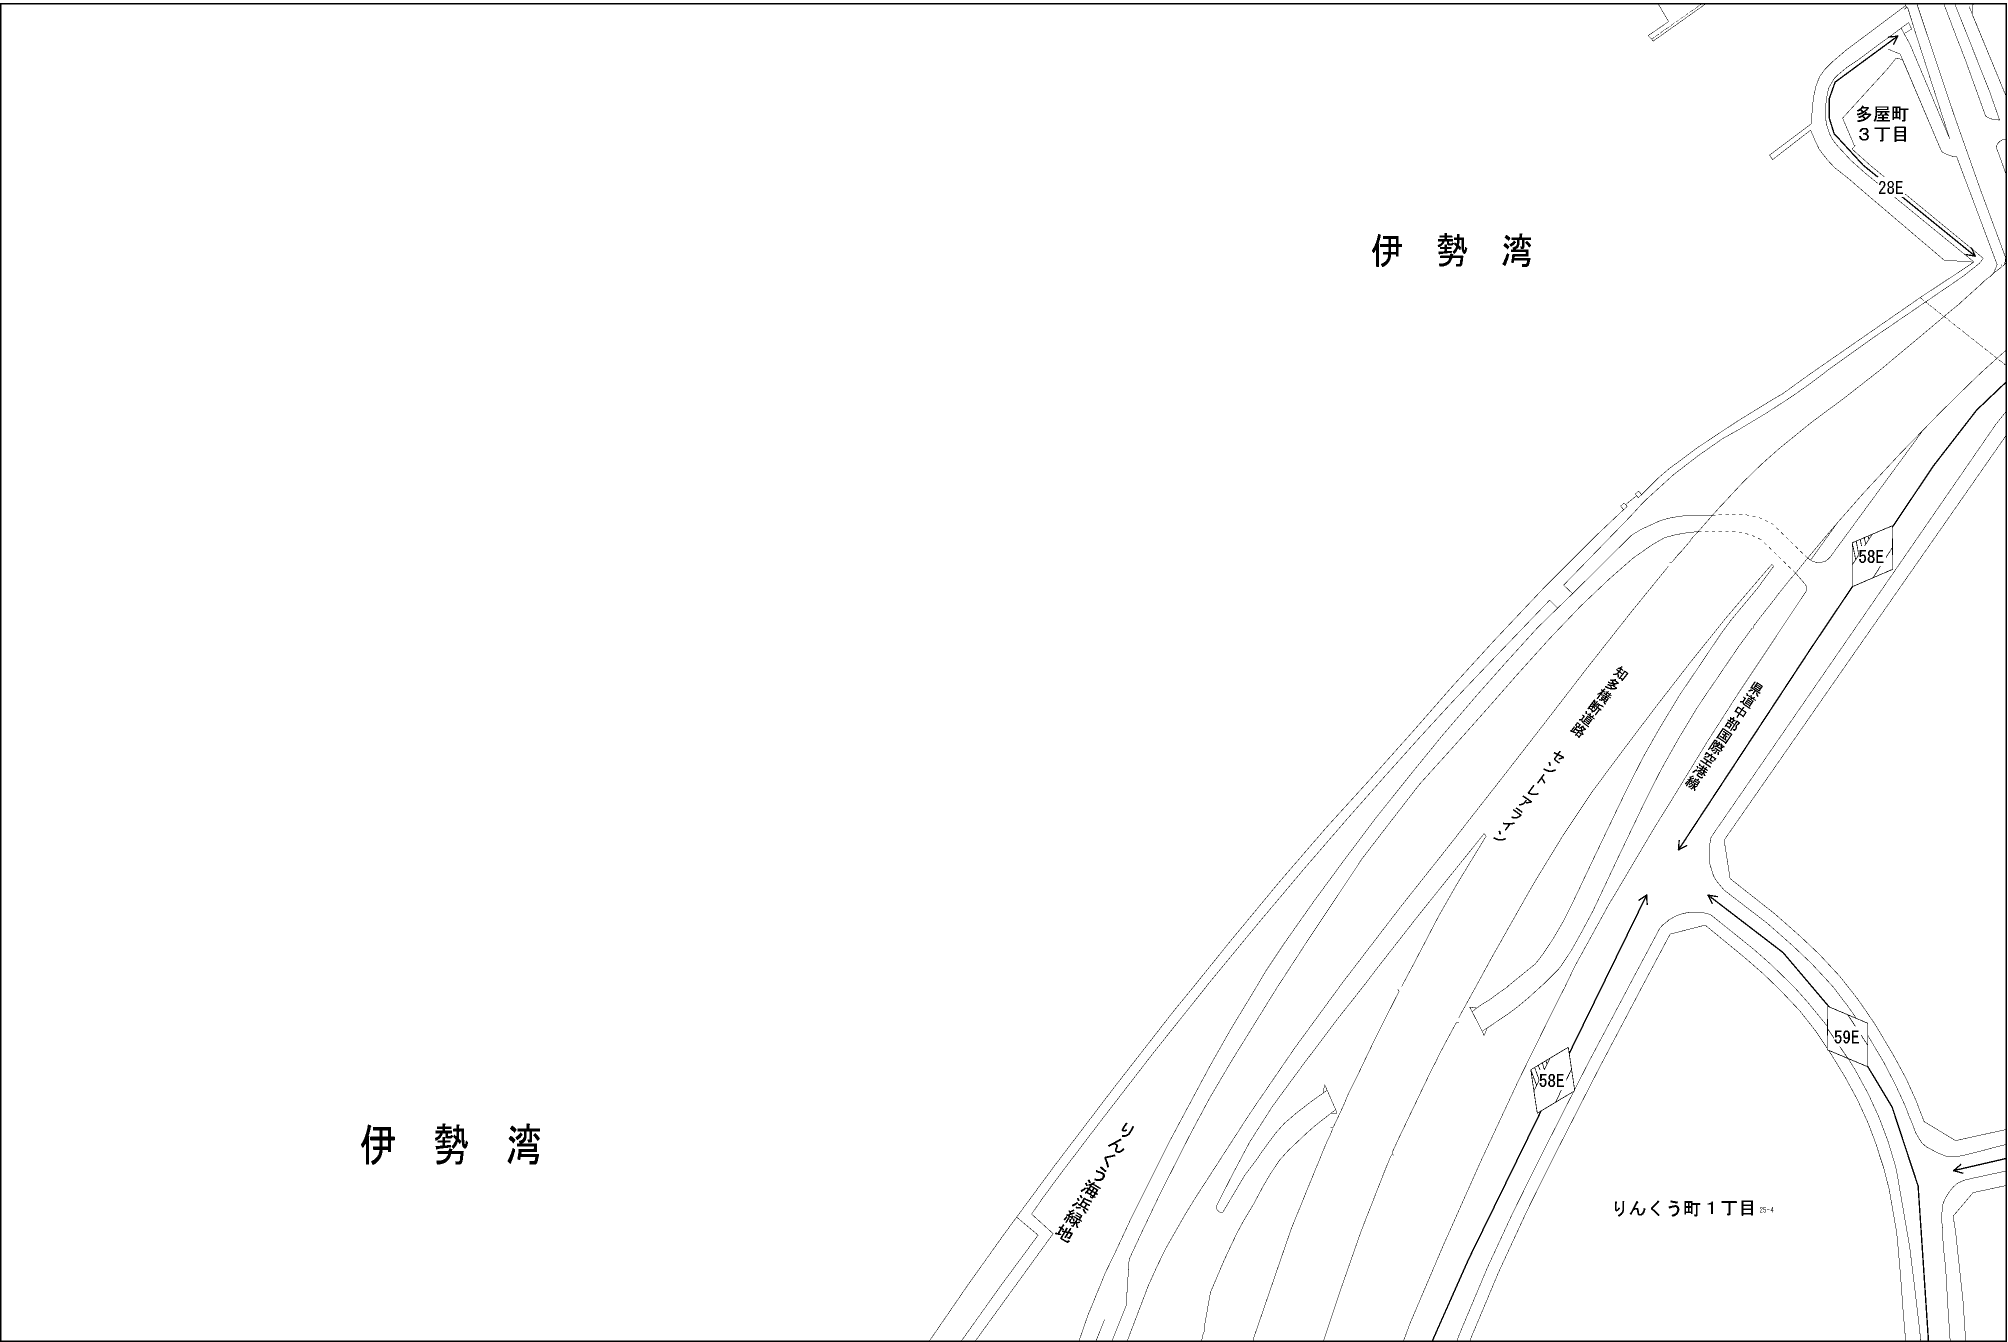 多屋町
3丁目
28E
伊勢湾
58E
知多横断道路 セントレアライン
県道中部国際空港線
59E
58E
伊勢湾
りんくう海浜緑地
りんくう町1丁目 25-4